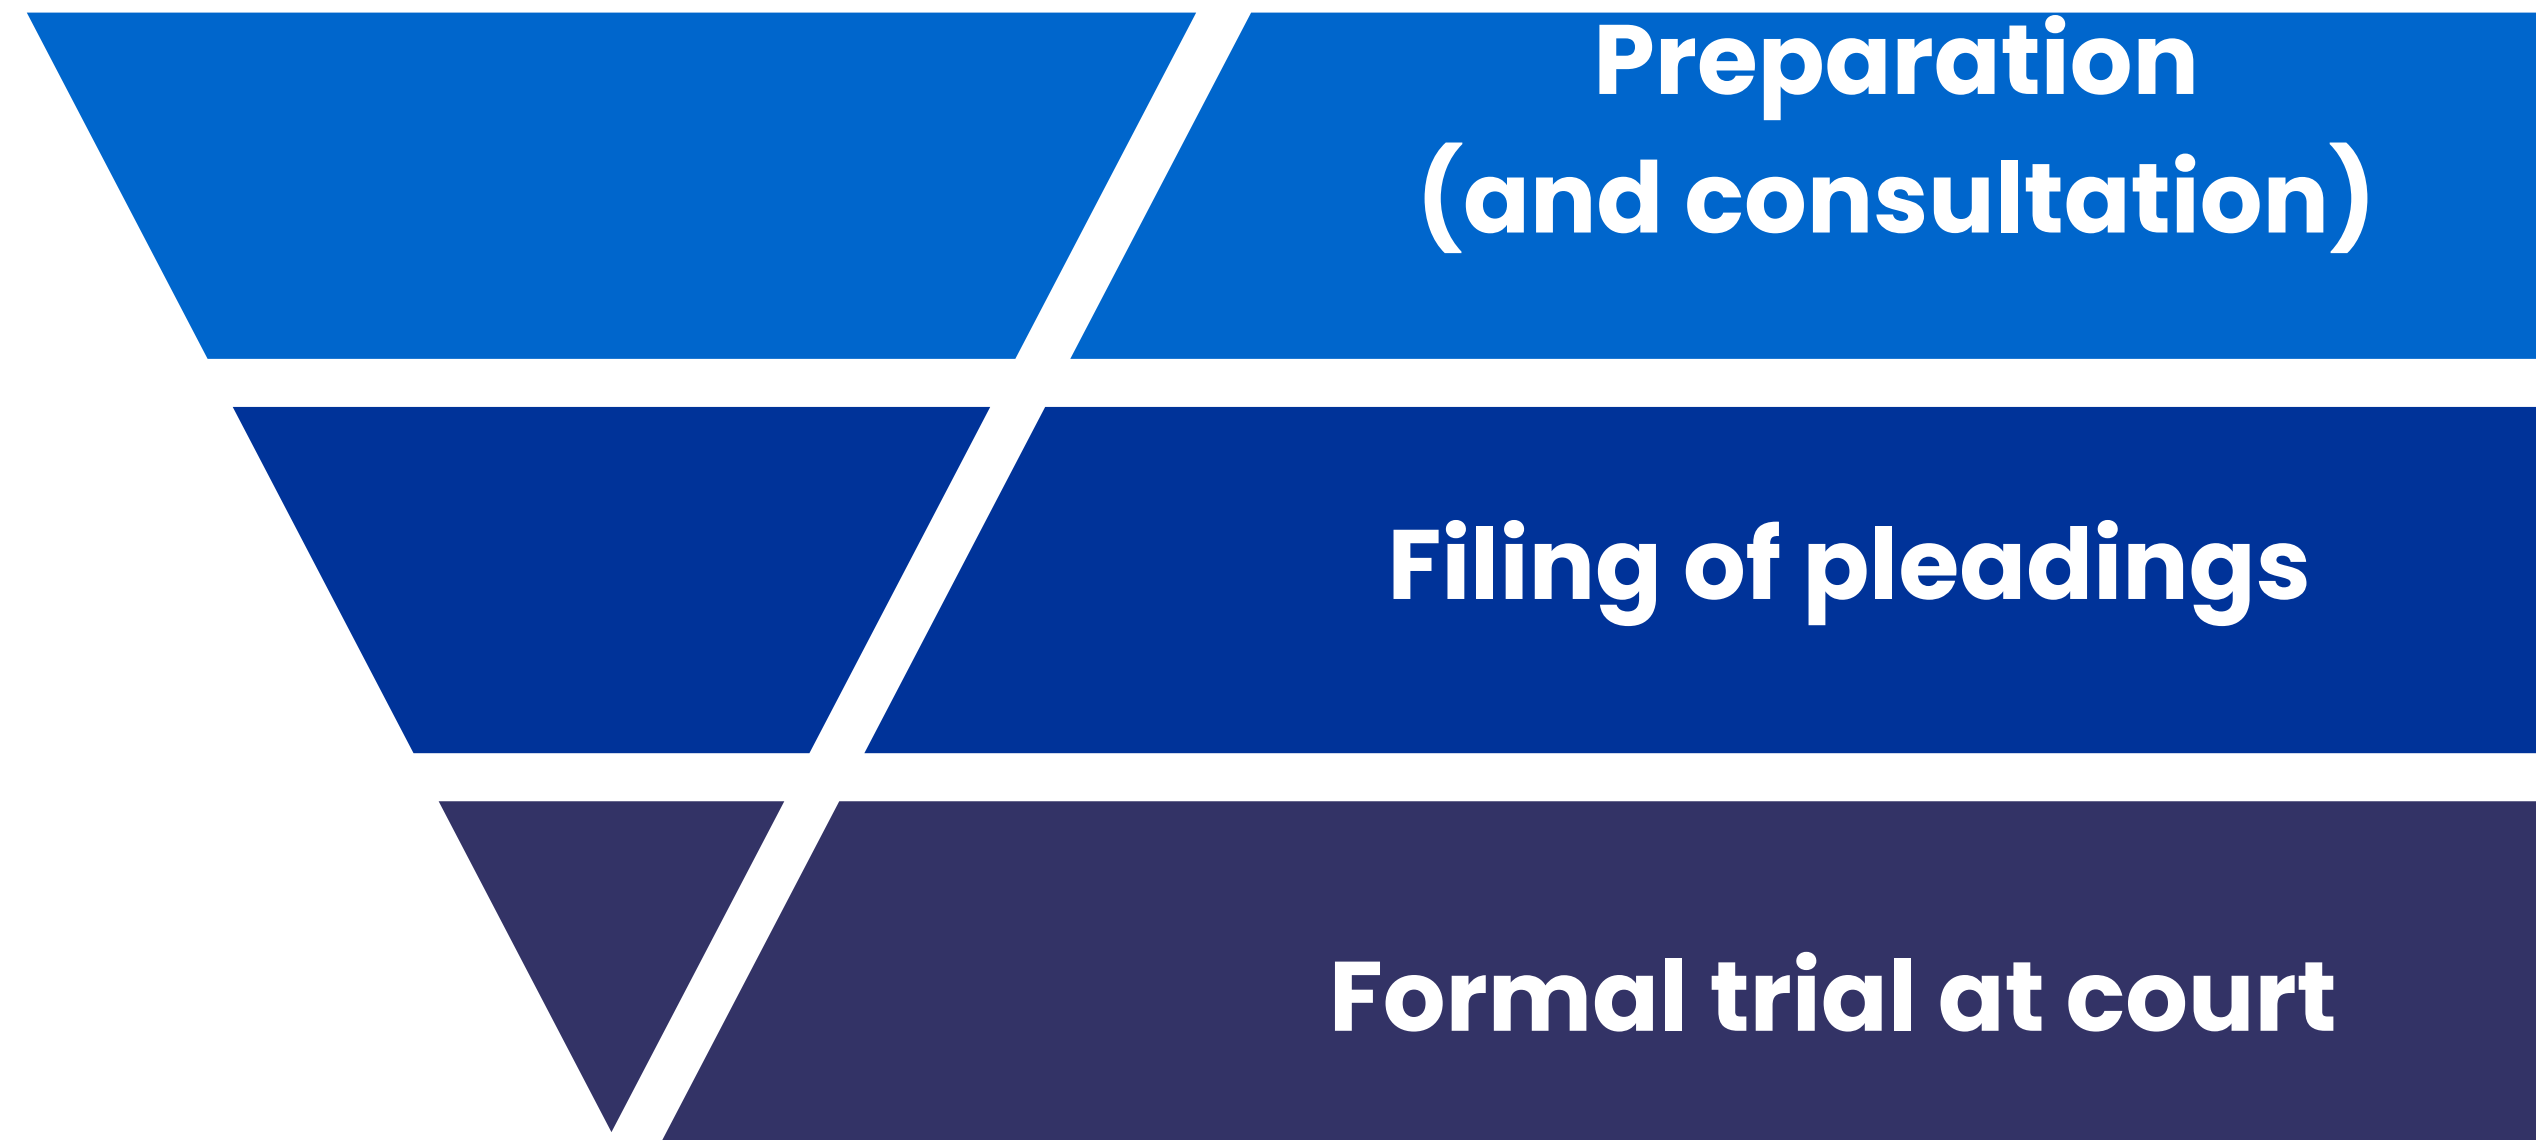 Preparation
(and consultation)
Filing of pleadings
Formal trial at court